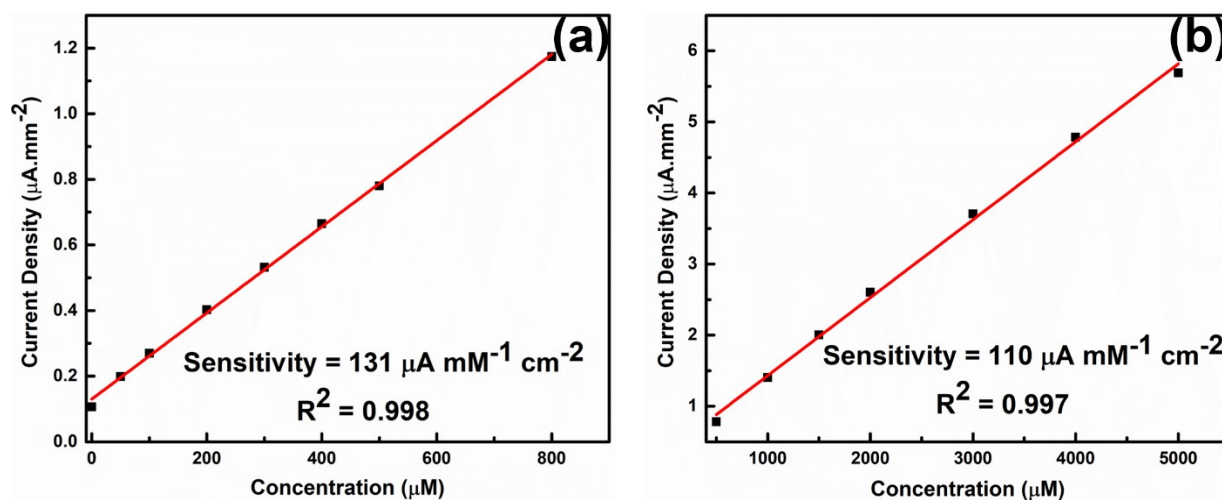 (a)
Current Density (μA.mm-2)
1.2
1.0
0.8
0.6
0.4
0.2
0.0
Sensitivity = 131 μA mM-1 cm-2
R2 = 0.998
0 200 400 600 800
Concentration (μM)
(b)
Current Density (μA.mm-2)
6
5
4
3
2
1
Sensitivity = 110 μA mM-1 cm-2
R2 = 0.997
1000 2000 3000 4000 5000
Concentration (μM)